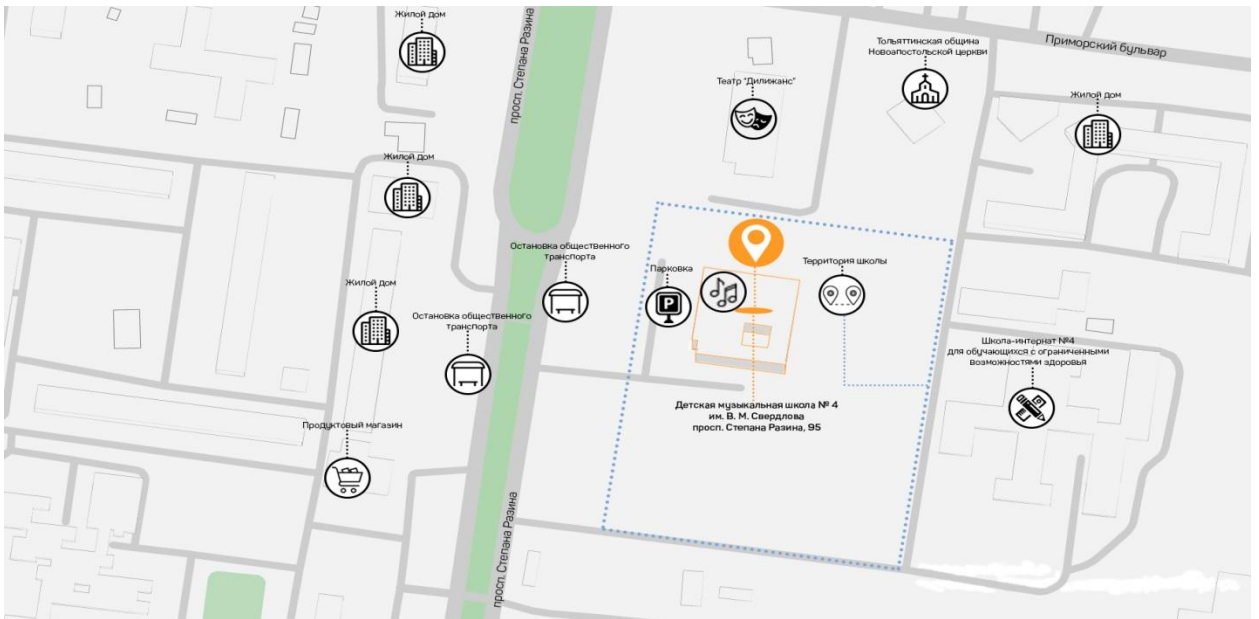 Жилой дом
просп. Степана Разина
Театр "Дилижанс"
Тольяттинская община
Новоапостольской церкви
Приморский бульвар
Жилой дом
Жилой дом
Остановка общественного
транспорта
Парковка
P
Территория школы
Жилой дом
Остановка общественного
транспорта
Школа-интернат №4
для обучающихся с ограниченными
возможностями здоровья
Детская музыкальная школа № 4
им. В. М. Свердлова
просп. Степана Разина, 95
Продуктовый магазин
просп. Степана Разина